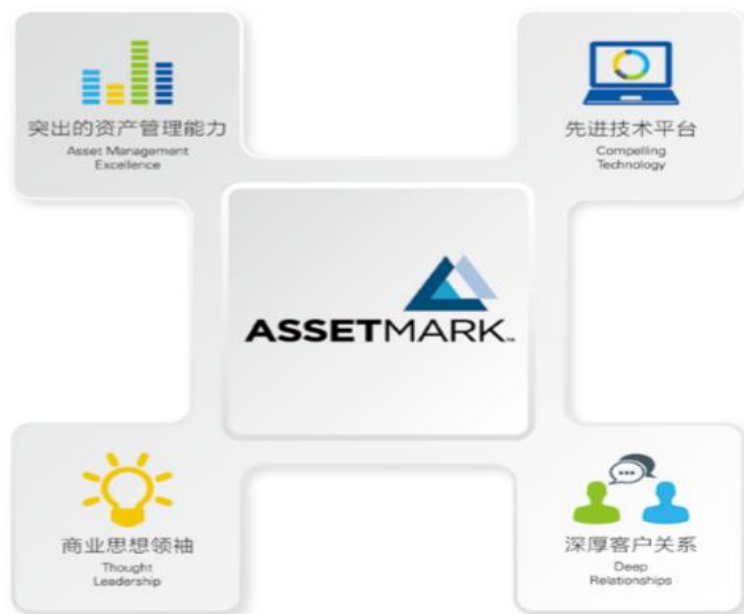 突出的资产管理能力
Asset Management
Excellence
先进技术平台
Compelling
Technology
ASSETMARK™
商业思想领袖
Thought
Leadership
深厚客户关系
Deep
Relationships